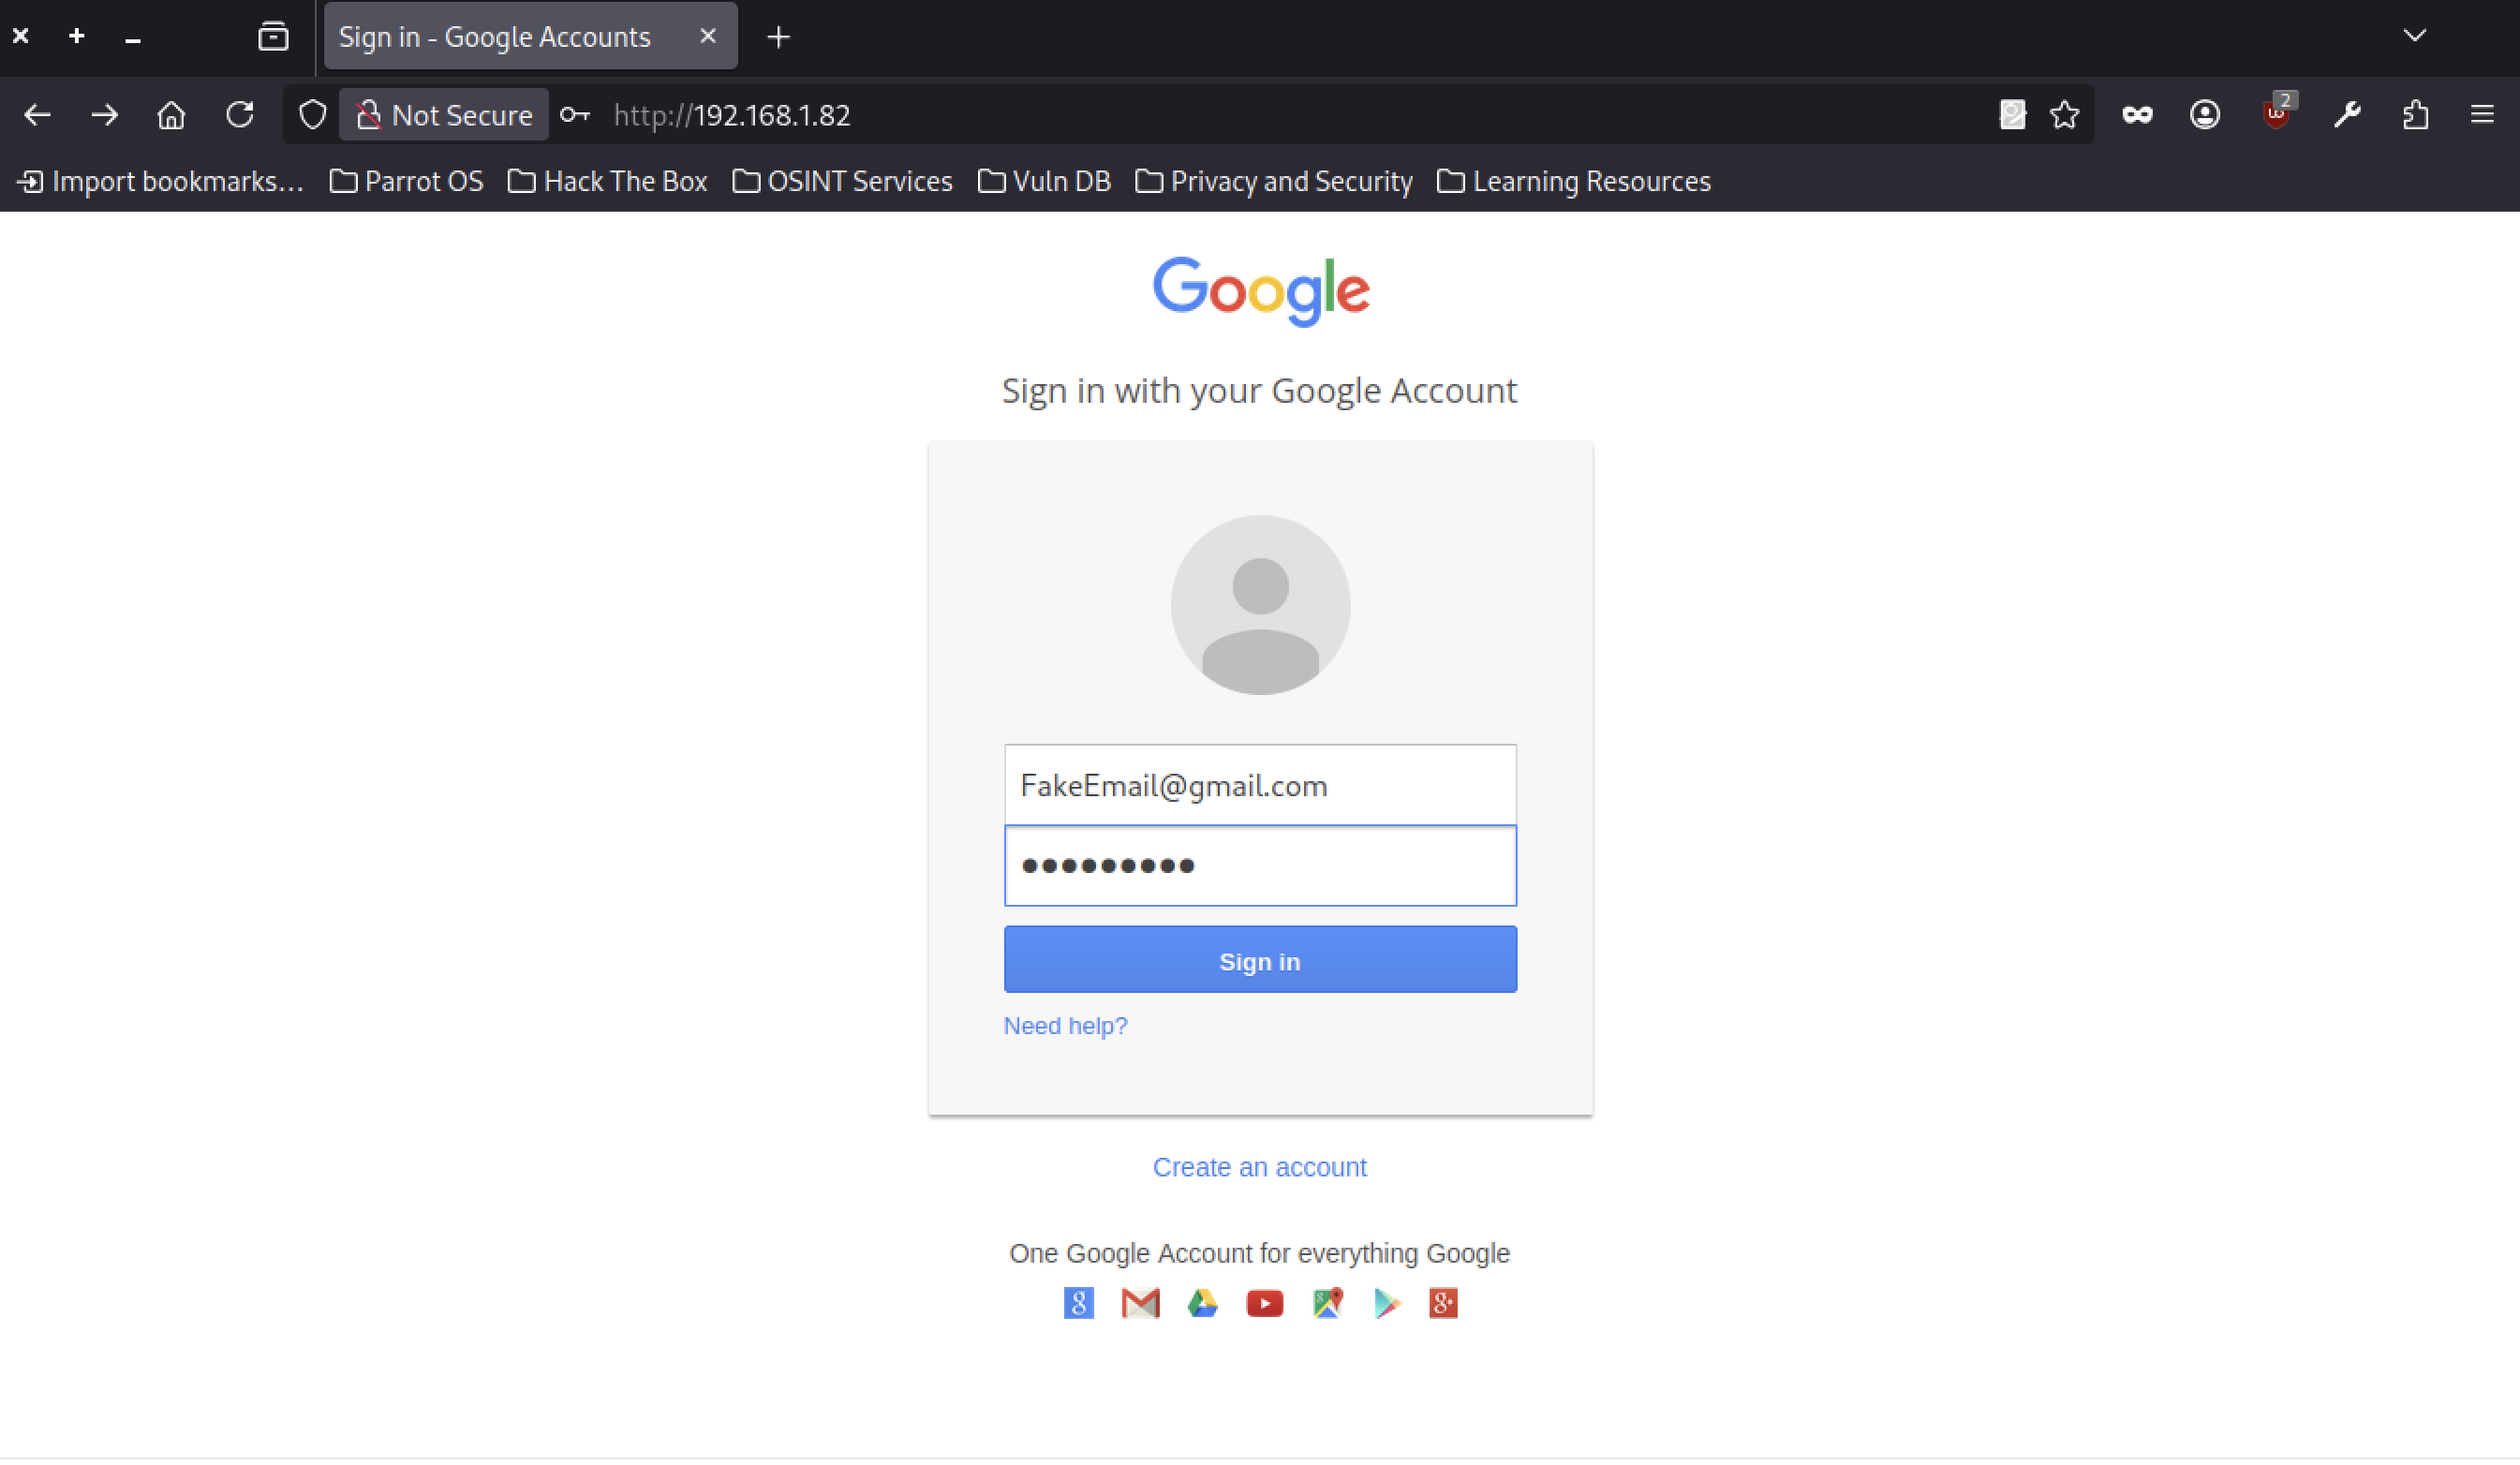 Sign in - Google Accounts
Not Secure http://192.168.1.82
2
Import bookmarks... Parrot OS Hack The Box OSINT Services Vuln DB Privacy and Security Learning Resources
Google
Sign in with your Google Account
FakeEmail@gmail.com
•••••••••
Sign in
Need help?
Create an account
One Google Account for everything Google